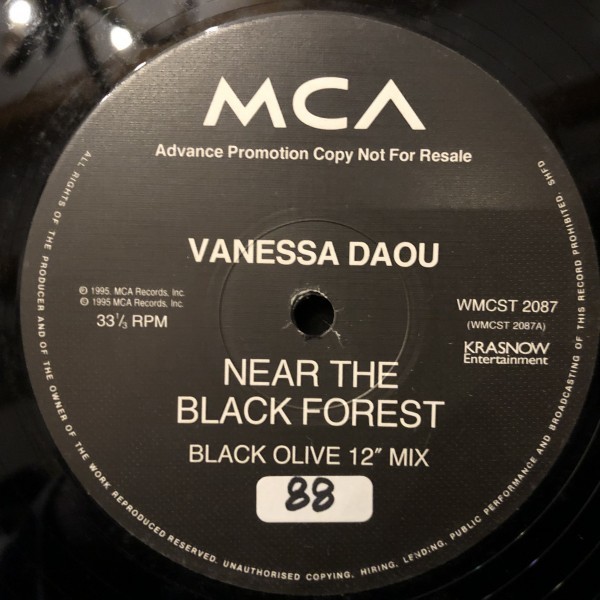 MCA
Advance Promotion Copy Not For Resale
VANESSA DAOU
℗ 1995. MCA Records, Inc.
© 1995 MCA Records, Inc.
33⅓ RPM
WMCST 2087
(WMCST 2087A)
KRASNOW
Entertainment
NEAR THE
BLACK FOREST
BLACK OLIVE 12″ MIX
88
ALL RIGHTS OF THE PRODUCER AND OF THE OWNER OF THE WORK REPRODUCED RESERVED. UNAUTHORISED COPYING, HIRING, LENDING, PUBLIC PERFORMANCE AND BROADCASTING OF THIS RECORD PROHIBITED. SHFD